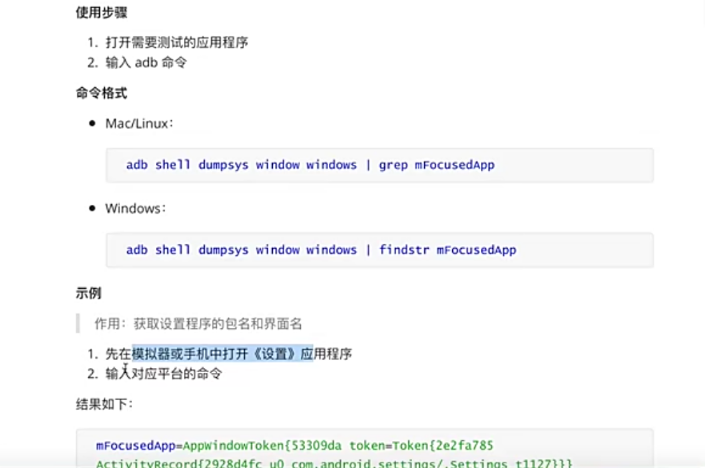 使用步骤
1. 打开需要测试的应用程序
2. 输入 adb 命令
命令格式
• Mac/Linux：
adb shell dumpsys window windows | grep mFocusedApp
• Windows：
adb shell dumpsys window windows | findstr mFocusedApp
示例
作用：获取设置程序的包名和界面名
1. 先在模拟器或手机中打开《设置》应用程序
2. 输入对应平台的命令
结果如下：
mFocusedApp=AppWindowToken{53309da token=Token{2e2fa785
ActivityRecord{2928d4fc u0 com.android.settings/.Settings t1127}}}